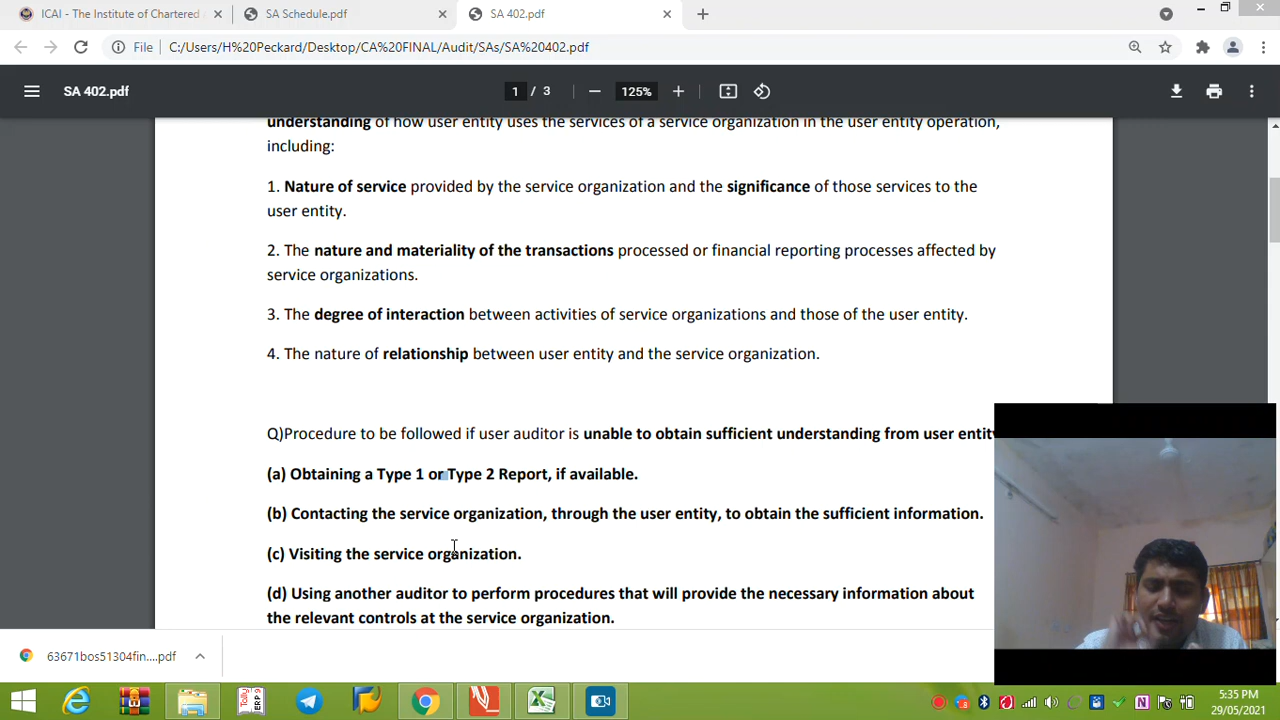 ICAI - The Institute of Chartered
SA Schedule.pdf
SA 402.pdf
File
C:/Users/H%20Peckard/Desktop/CA%20FINAL/Audit/SAs/SA%20402.pdf
SA 402.pdf
1 / 3
125%
understanding of how user entity uses the services of a service organization in the user entity operation,
including:
1. Nature of service provided by the service organization and the significance of those services to the
user entity.
2. The nature and materiality of the transactions processed or financial reporting processes affected by
service organizations.
3. The degree of interaction between activities of service organizations and those of the user entity.
4. The nature of relationship between user entity and the service organization.
Q)Procedure to be followed if user auditor is unable to obtain sufficient understanding from user entity
(a) Obtaining a Type 1 or Type 2 Report, if available.
(b) Contacting the service organization, through the user entity, to obtain the sufficient information.
(c) Visiting the service organization.
(d) Using another auditor to perform procedures that will provide the necessary information about
the relevant controls at the service organization.
63671bos51304fin....pdf
Tally
ERP 9
5:35 PM
29/05/2021